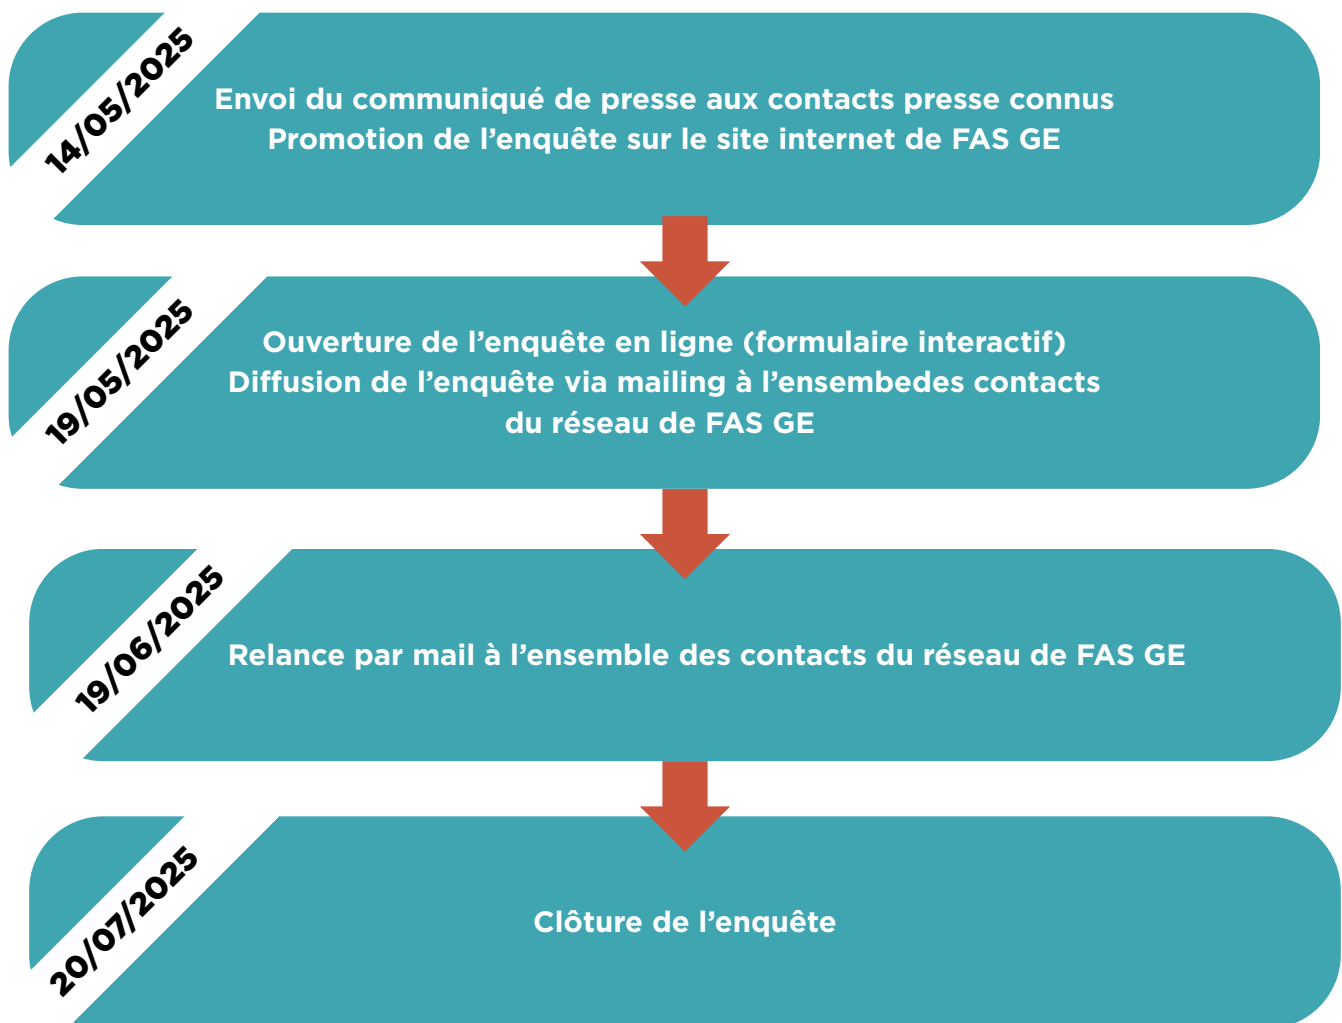 14/05/2025
Envoi du communiqué de presse aux contacts presse connus
Promotion de l’enquête sur le site internet de FAS GE
19/05/2025
Ouverture de l’enquête en ligne (formulaire interactif)
Diffusion de l’enquête via mailing à l’ensembedes contacts
du réseau de FAS GE
19/06/2025
Relance par mail à l’ensemble des contacts du réseau de FAS GE
20/07/2025
Clôture de l’enquête